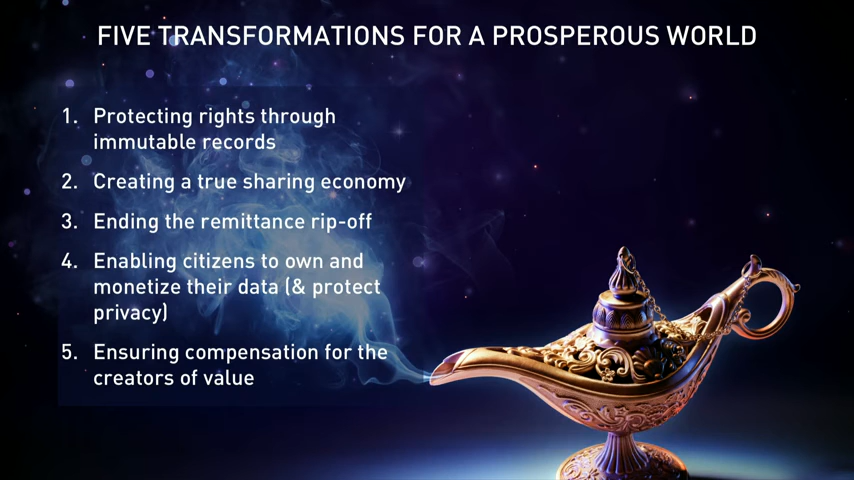 FIVE TRANSFORMATIONS FOR A PROSPEROUS WORLD
1. Protecting rights through
immutable records
2. Creating a true sharing economy
3. Ending the remittance rip-off
4. Enabling citizens to own and
monetize their data (& protect
privacy)
5. Ensuring compensation for the
creators of value